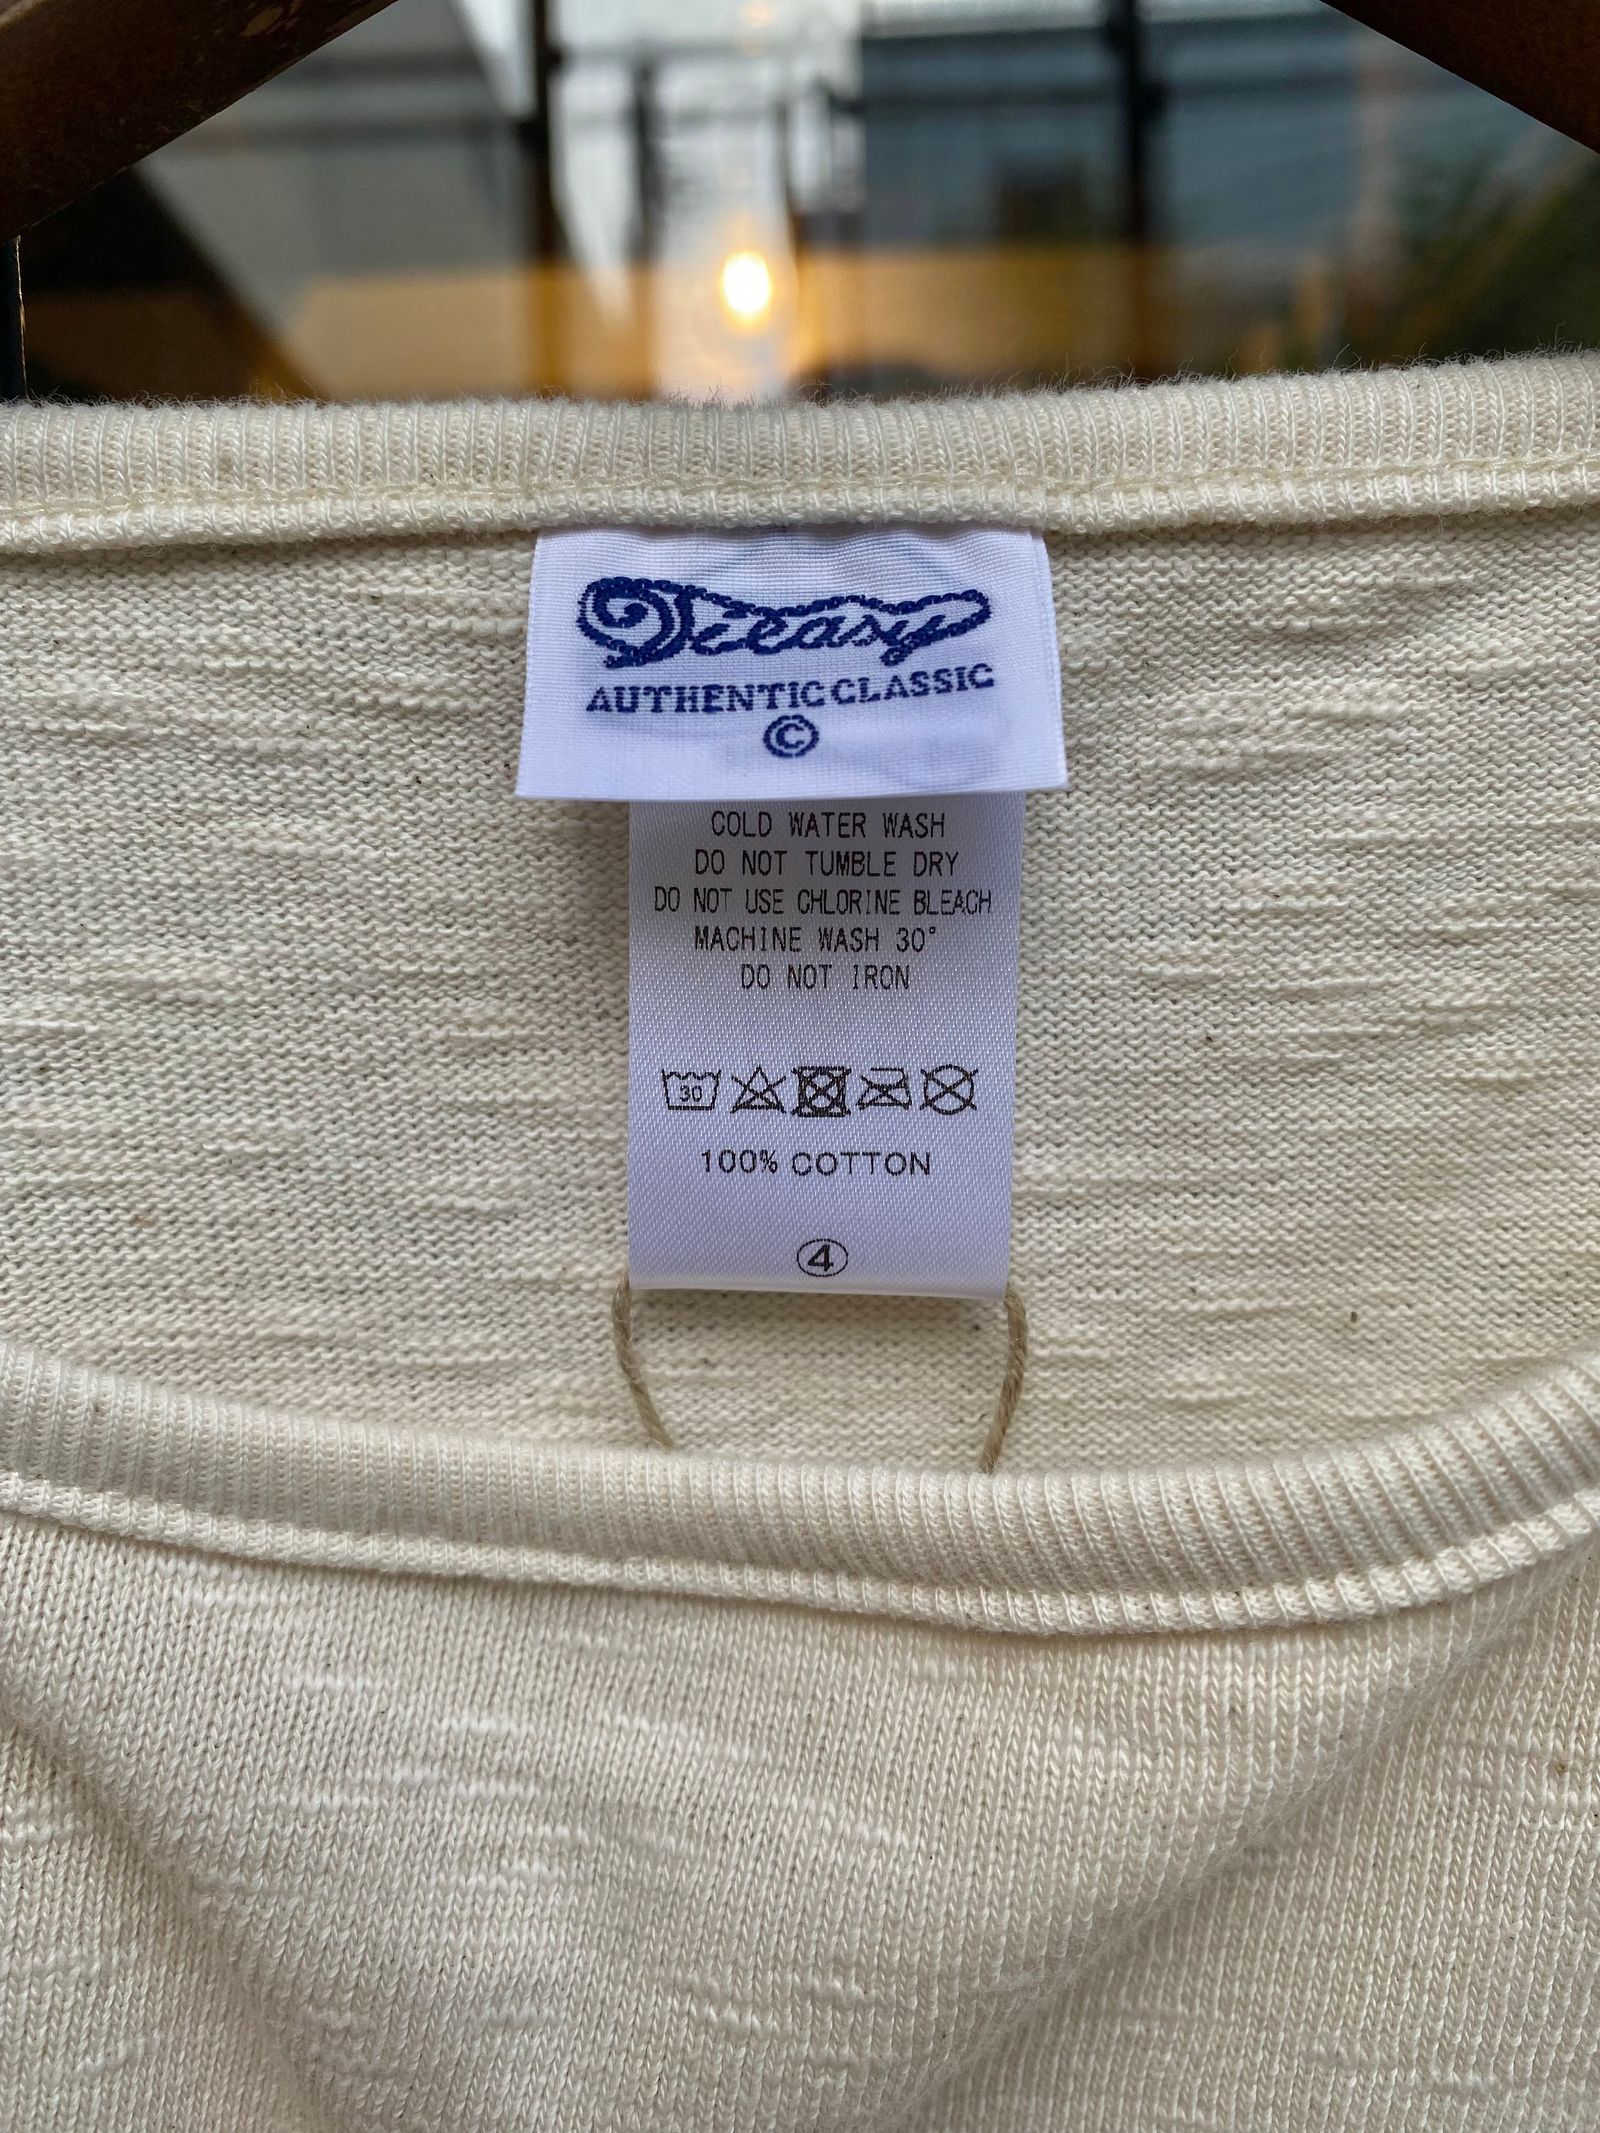 Tieasy
AUTHENTIC CLASSIC
©
COLD WATER WASH
DO NOT TUMBLE DRY
DO NOT USE CHLORINE BLEACH
MACHINE WASH 30°
DO NOT IRON
30
100% COTTON
④